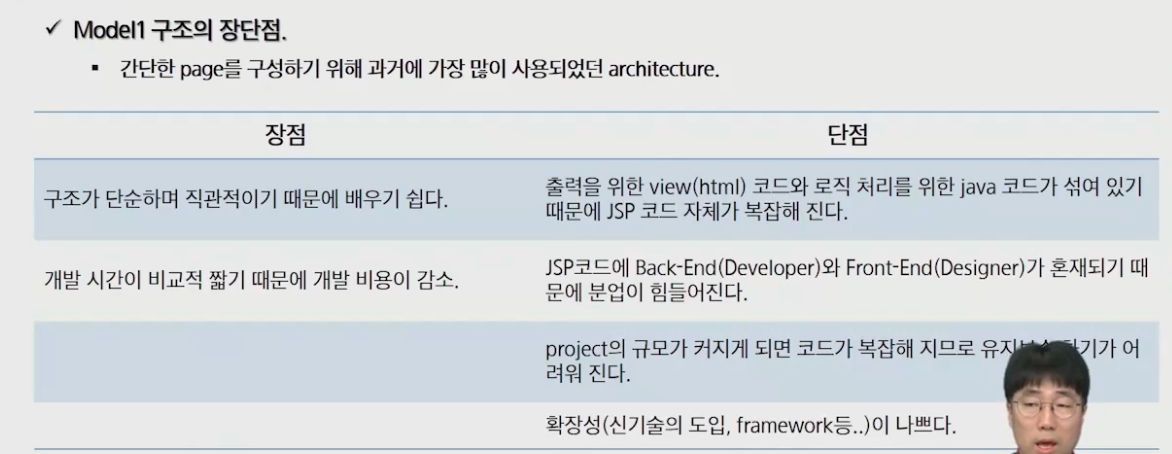 ✓ Model1 구조의 장단점.
▪ 간단한 page를 구성하기 위해 과거에 가장 많이 사용되었던 architecture.
장점
단점
구조가 단순하며 직관적이기 때문에 배우기 쉽다.
출력을 위한 view(html) 코드와 로직 처리를 위한 java 코드가 섞여 있기
때문에 JSP 코드 자체가 복잡해 진다.
개발 시간이 비교적 짧기 때문에 개발 비용이 감소.
JSP코드에 Back-End(Developer)와 Front-End(Designer)가 혼재되기 때
문에 분업이 힘들어진다.
project의 규모가 커지게 되면 코드가 복잡해 지므로 유지보수 하기가 어
려워 진다.
확장성(신기술의 도입, framework등..)이 나쁘다.